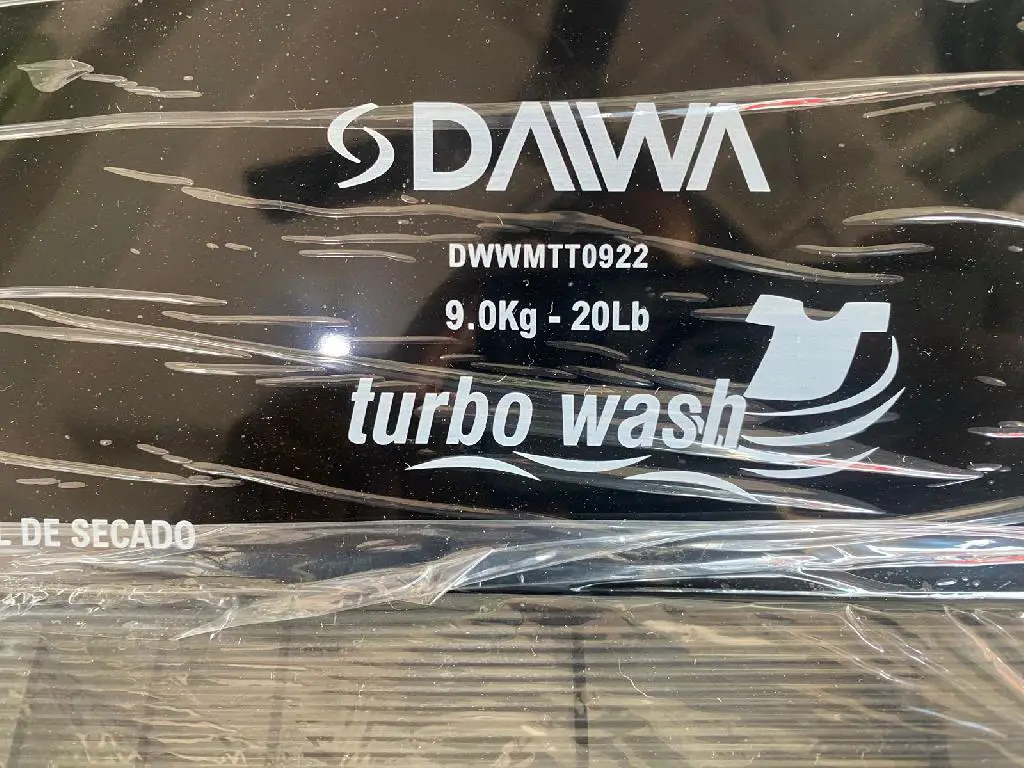 DAIWA
DWWMTT0922
9.0Kg - 20Lb
turbo wash
L DE SECADO